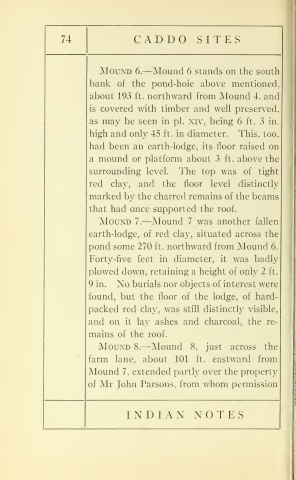 74
CADDO SITES
MOUND 6.—Mound 6 stands on the south
bank of the pond-hole above mentioned,
about 193 ft. northward from Mound 4, and
is covered with timber and well preserved,
as may be seen in pl. XIV, being 6 ft. 3 in.
high and only 45 ft. in diameter. This, too,
had been an earth-lodge, its floor raised on
a mound or platform about 3 ft. above the
surrounding level. The top was of tight
red clay, and the floor level distinctly
marked by the charred remains of the beams
that had once supported the roof.
MOUND 7.—Mound 7 was another fallen
earth-lodge, of red clay, situated across the
pond some 270 ft. northward from Mound 6.
Forty-five feet in diameter, it was badly
plowed down, retaining a height of only 2 ft.
9 in. No burials nor objects of interest were
found, but the floor of the lodge, of hard-
packed red clay, was still distinctly visible,
and on it lay ashes and charcoal, the re-
mains of the roof.
MOUND 8.—Mound 8, just across the
farm lane, about 101 ft. eastward from
Mound 7, extended partly over the property
of Mr John Parsons, from whom permission
INDIAN NOTES